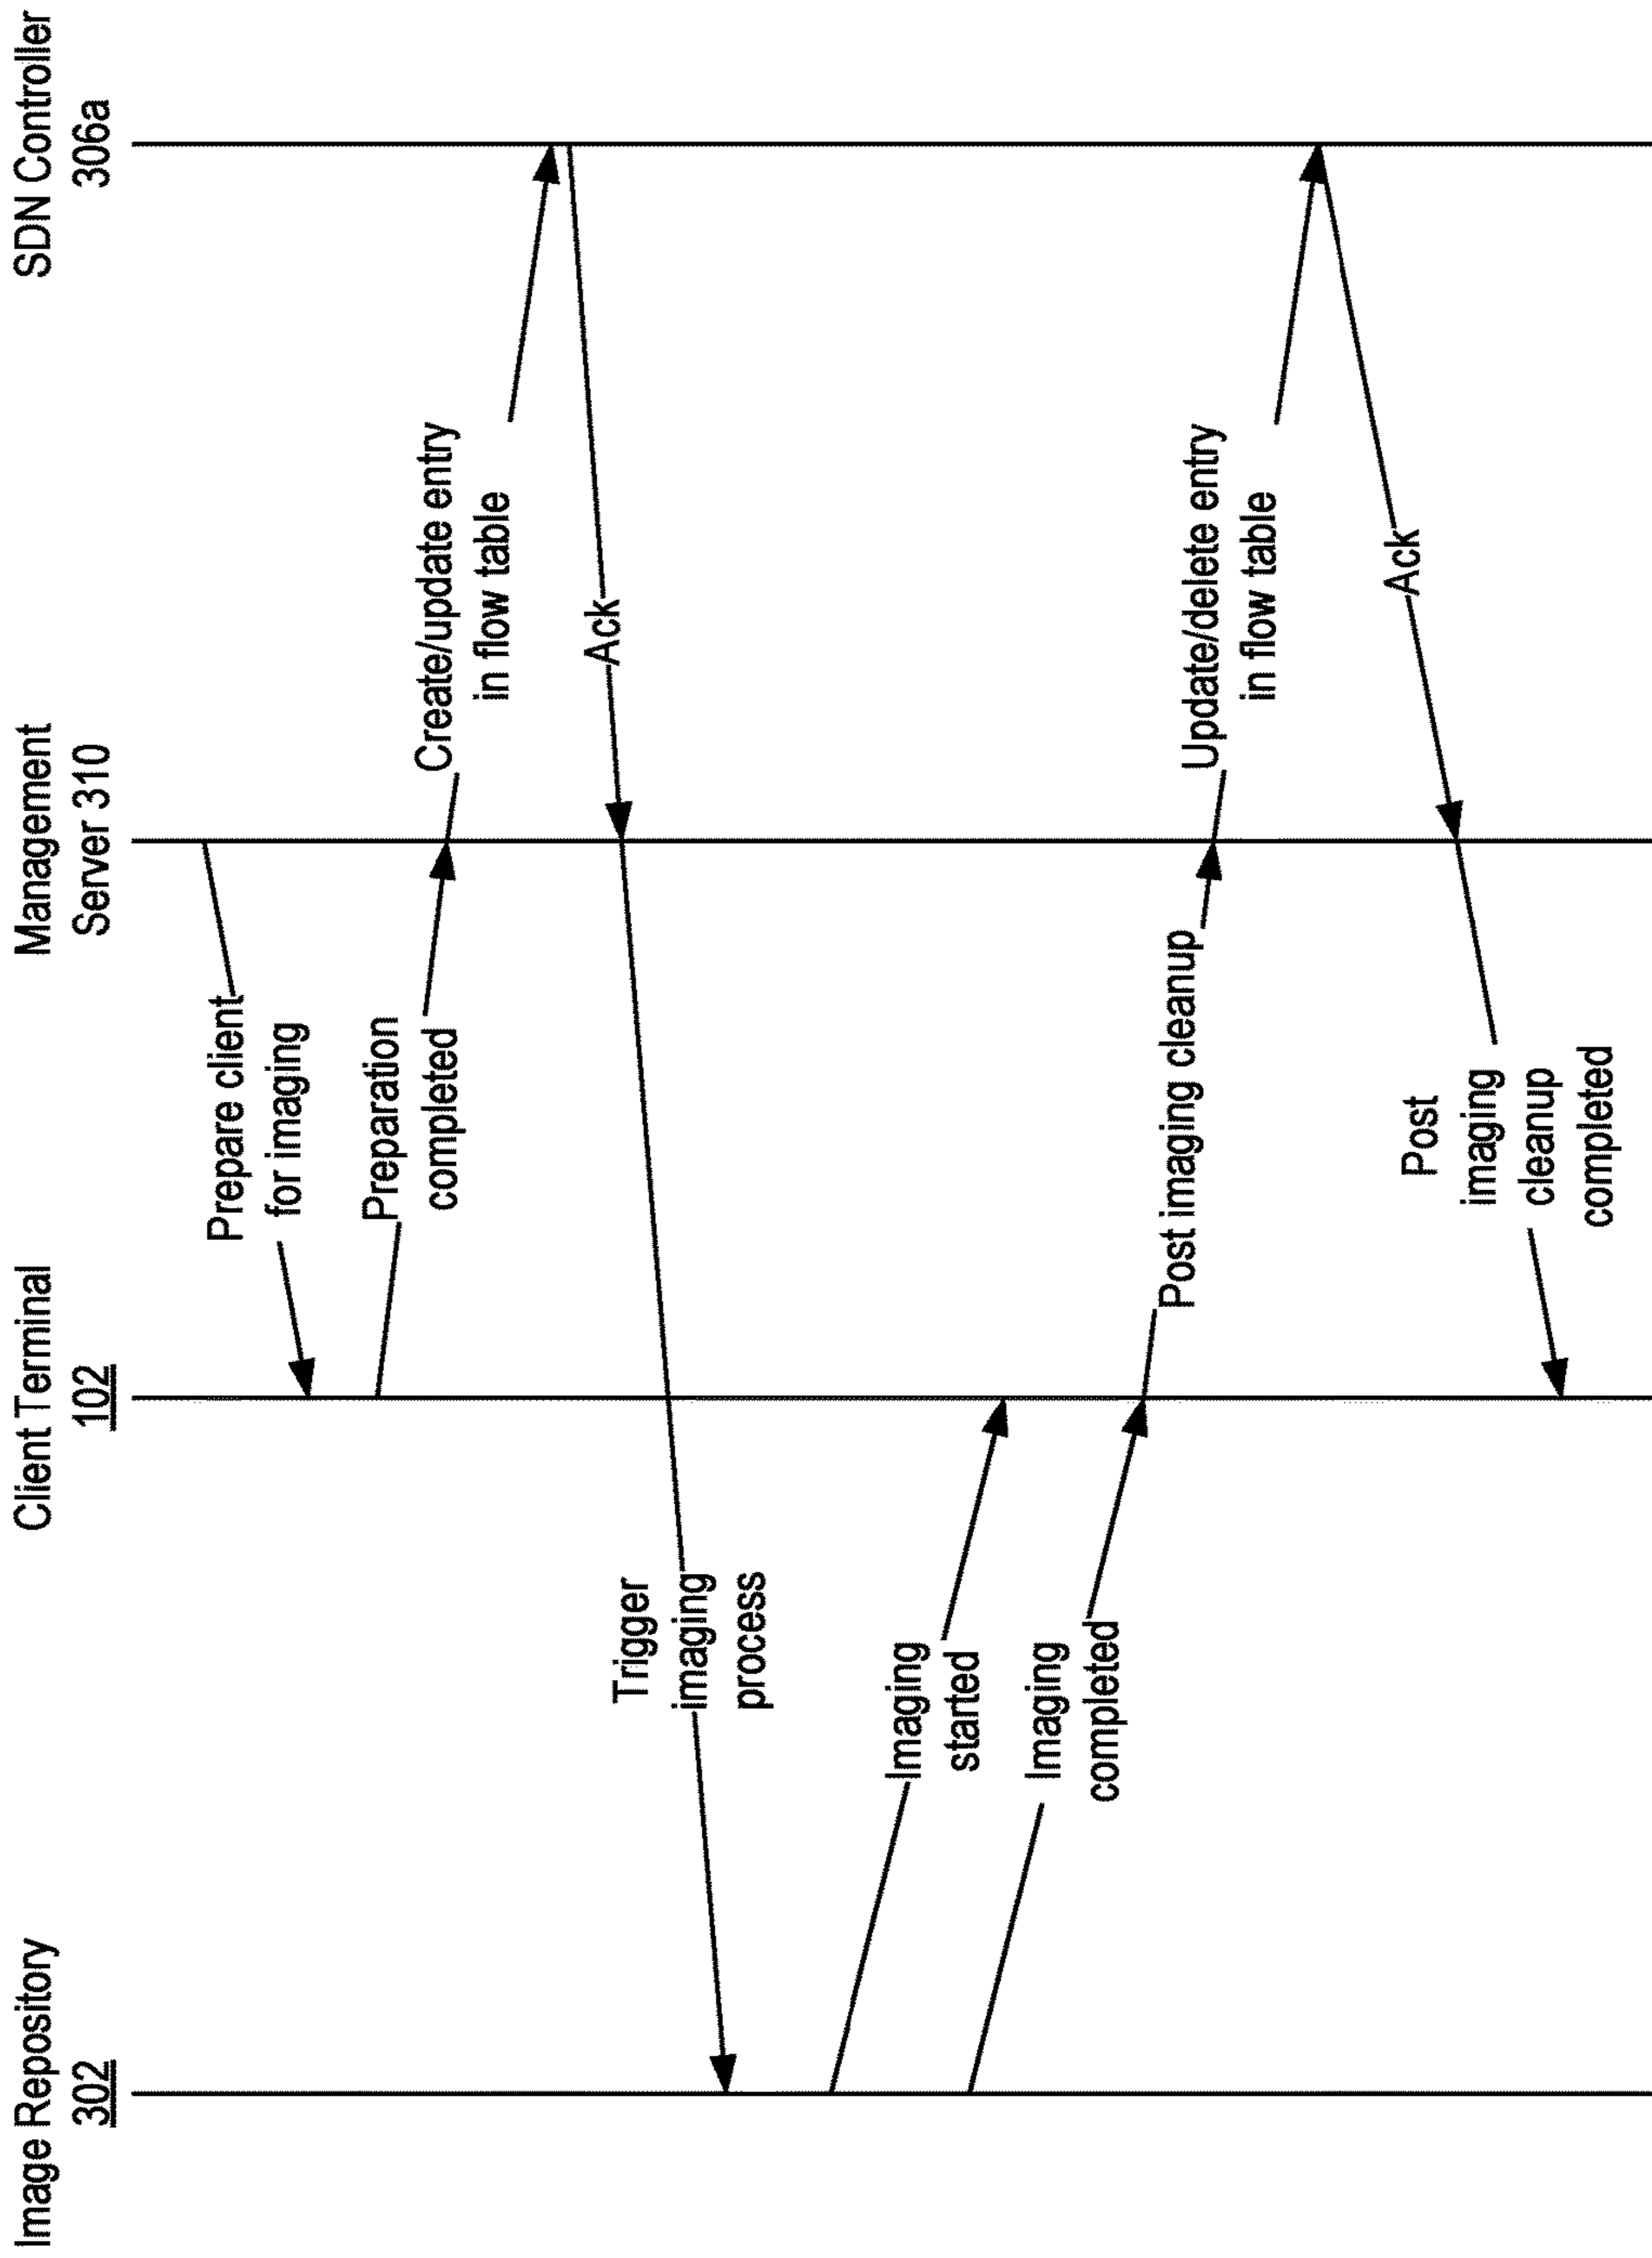 Image Repository
302
Client Terminal
102
Management
Server 310
SDN Controller
306a
Prepare client
for imaging
Preparation
completed
Create/update entry
in flow table
Ack
Trigger
imaging
process
Imaging
started
Imaging
completed
Post imaging cleanup
Update/delete entry
in flow table
Ack
Post
imaging
cleanup
completed